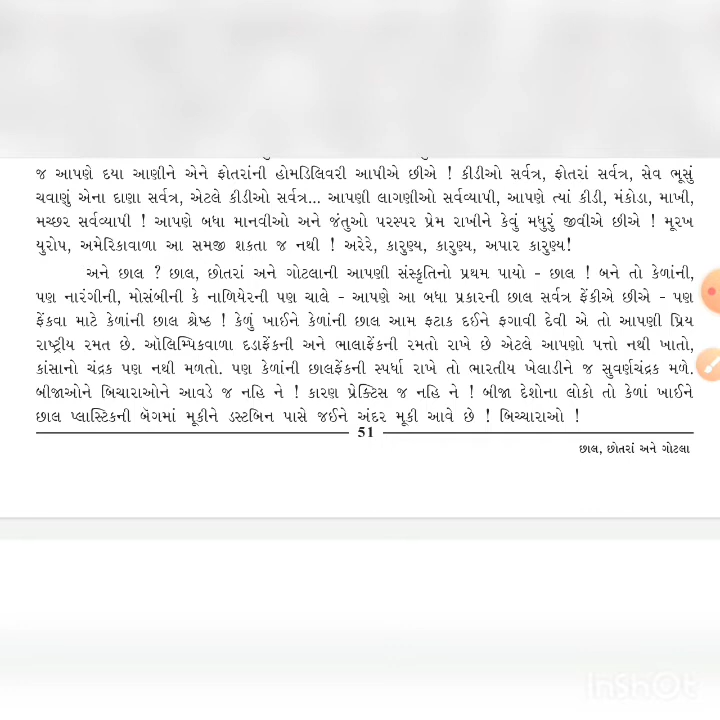 જ આપણે દયા આણીને એને ફોતરાંની હોમડિલિવરી આપીએ છીએ ! કીડીઓ સર્વત્ર, ફોતરાં સર્વત્ર, સેવ ભૂસું
ચવાણું એના દાણા સર્વત્ર, એટલે કીડીઓ સર્વત્ર... આપણી લાગણીઓ સર્વવ્યાપી, આપણે ત્યાં કીડી, મંકોડા, માખી,
મચ્છર સર્વવ્યાપી ! આપણે બધા માનવીઓ અને જંતુઓ પરસ્પર પ્રેમ રાખીને કેવું મધુરું જીવીએ છીએ ! મૂરખ
યુરોપ, અમેરિકાવાળા આ સમજી શકતા જ નથી ! અરેરે, કારુણ્ય, કારુણ્ય, અપાર કારુણ્ય!
અને છાલ ? છાલ, છોતરાં અને ગોટલાની આપણી સંસ્કૃતિનો પ્રથમ પાયો - છાલ ! બને તો કેળાંની,
પણ નારંગીની, મોસંબીની કે નાળિયેરની પણ ચાલે - આપણે આ બધા પ્રકારની છાલ સર્વત્ર ફેંકીએ છીએ - પણ
ફેંકવા માટે કેળાંની છાલ શ્રેષ્ઠ ! કેળું ખાઈને કેળાંની છાલ આમ ફટાક દઈને ફગાવી દેવી એ તો આપણી પ્રિય
રાષ્ટ્રીય રમત છે. ઑલિમ્પિકવાળા દડાફેંકની અને ભાલાફેંકની રમતો રાખે છે એટલે આપણો પત્તો નથી ખાતો,
કાંસાનો ચંદ્રક પણ નથી મળતો. પણ કેળાંની છાલફેંકની સ્પર્ધા રાખે તો ભારતીય ખેલાડીને જ સુવર્ણચંદ્રક મળે.
બીજાઓને બિચારાઓને આવડે જ નહિ ને ! કારણ પ્રેક્ટિસ જ નહિ ને ! બીજા દેશોના લોકો તો કેળાં ખાઈને
છાલ પ્લાસ્ટિકની બૅગમાં મૂકીને ડસ્ટબિન પાસે જઈને અંદર મૂકી આવે છે ! બિચ્ચારાઓ !
51
છાલ, છોતરાં અને ગોટલા
InShOt